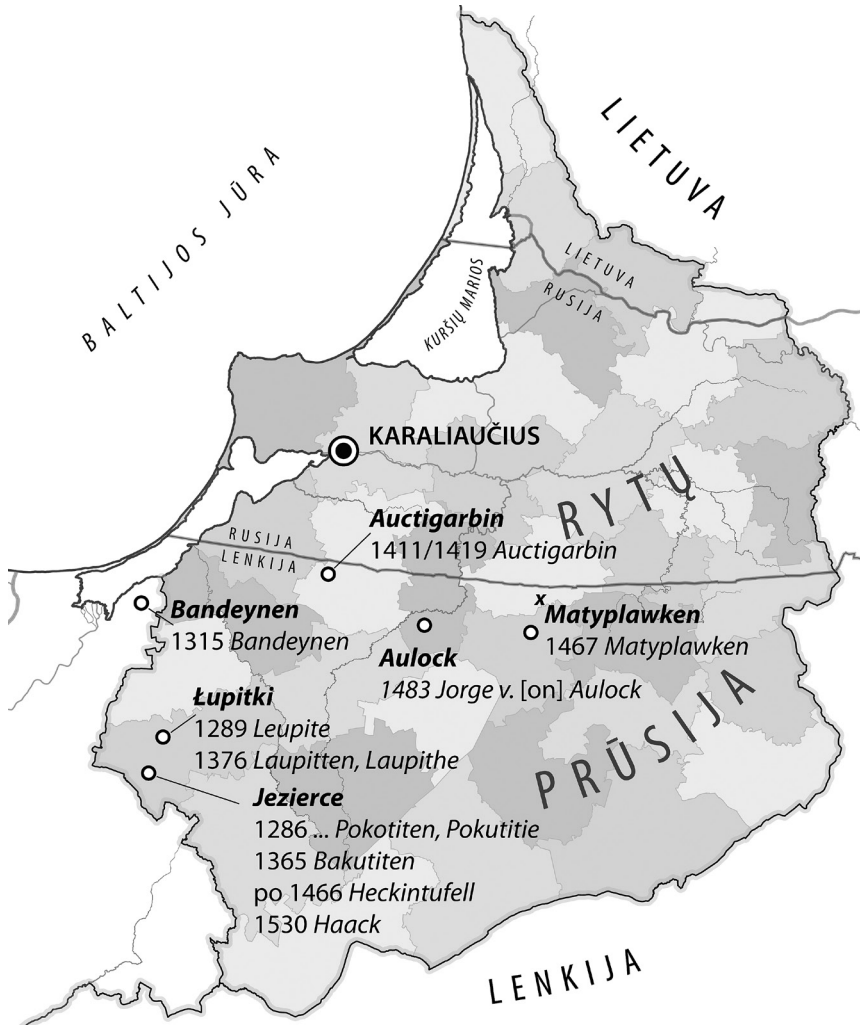 LIETUVA
BALTIJOS JŪRA
LIETUVA
RUSIJA
KURŠIŲ MARIOS
KARALIAUČIUS
RYTŲ
Auctigarbin
1411/1419 Auctigarbin
RUSIJA
LENKIJA
Bandeynen
1315 Bandeynen
x
Matyplawken
1467 Matyplawken
Aulock
1483 Jorge v. [on] Aulock
PRŪSIJA
Łupitki
1289 Leupite
1376 Laupitten, Laupithe
Jezierce
1286 ... Pokotiten, Pokutitie
1365 Bakutiten
po 1466 Heckintufell
1530 Haack
LENKIJA